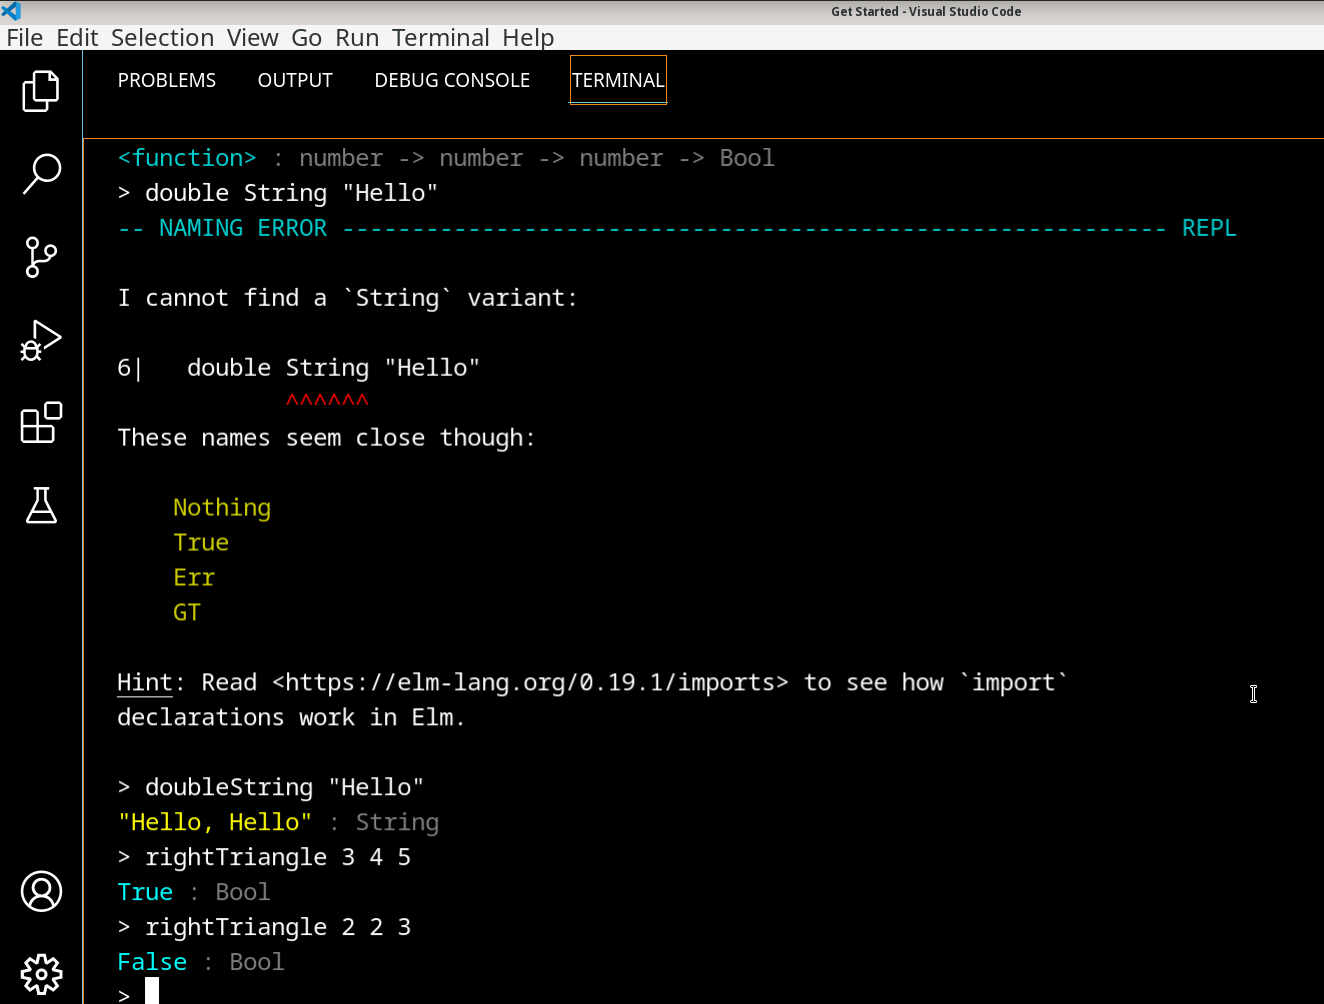 Get Started - Visual Studio Code
File Edit Selection View Go Run Terminal Help
PROBLEMS OUTPUT DEBUG CONSOLE TERMINAL
<function> : number -> number -> number -> Bool
> double String "Hello"
-- NAMING ERROR ----------------------------------------------------------- REPL
I cannot find a `String` variant:
6|   double String "Hello"
            ^^^^^^
These names seem close though:
    Nothing
    True
    Err
    GT
Hint: Read <https://elm-lang.org/0.19.1/imports> to see how `import`
declarations work in Elm.
> doubleString "Hello"
"Hello, Hello" : String
> rightTriangle 3 4 5
True : Bool
> rightTriangle 2 2 3
False : Bool
>